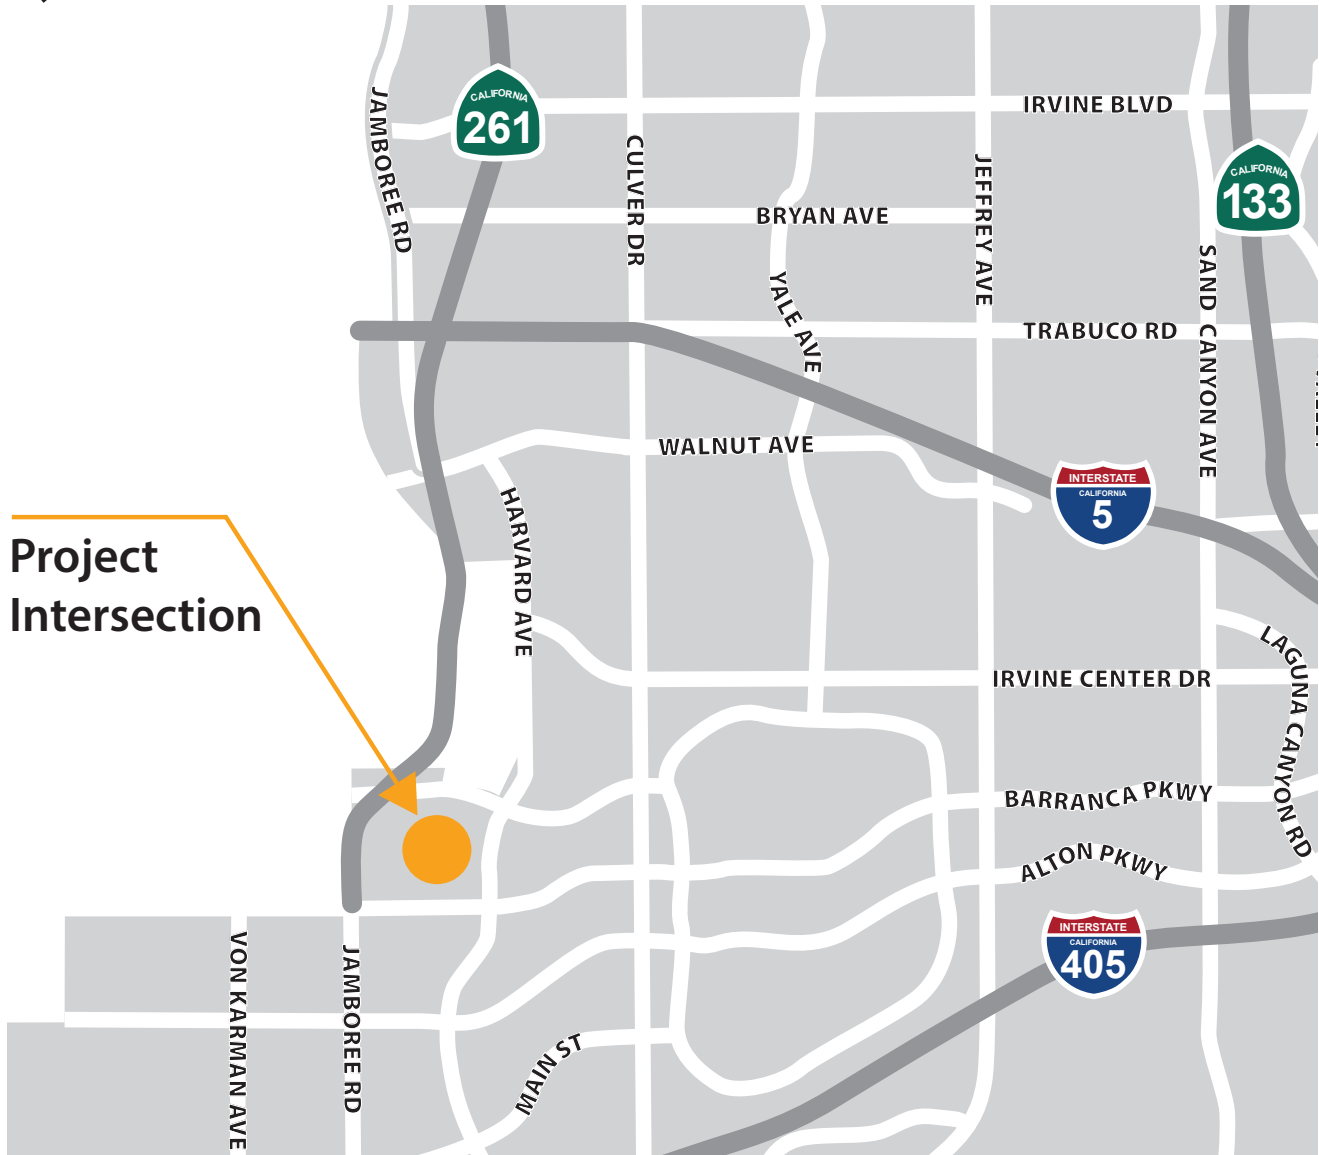 CALIFORNIA
261
IRVINE BLVD
JAMBOREE RD
CULVER DR
JEFFREY AVE
CALIFORNIA
133
BRYAN AVE
SAND CANYON AVE
YALE AVE
TRABUCO RD
WALNUT AVE
INTERSTATE
CALIFORNIA
5
HARVARD AVE
Project
Intersection
LAGUNA CANYON RD
IRVINE CENTER DR
BARRANCA PKWY
ALTON PKWY
INTERSTATE
CALIFORNIA
405
VON KARMAN AVE
JAMBOREE RD
MAIN ST